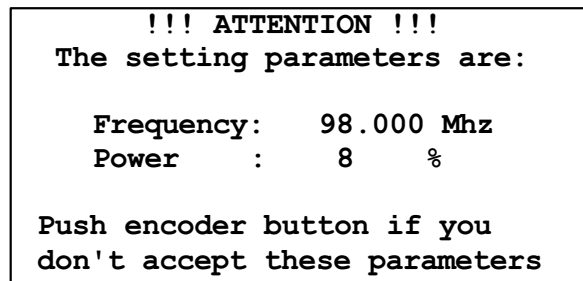 !!! ATTENTION !!!
The setting parameters are:
Frequency: 98.000 Mhz
Power : 8 %
Push encoder button if you
don't accept these parameters